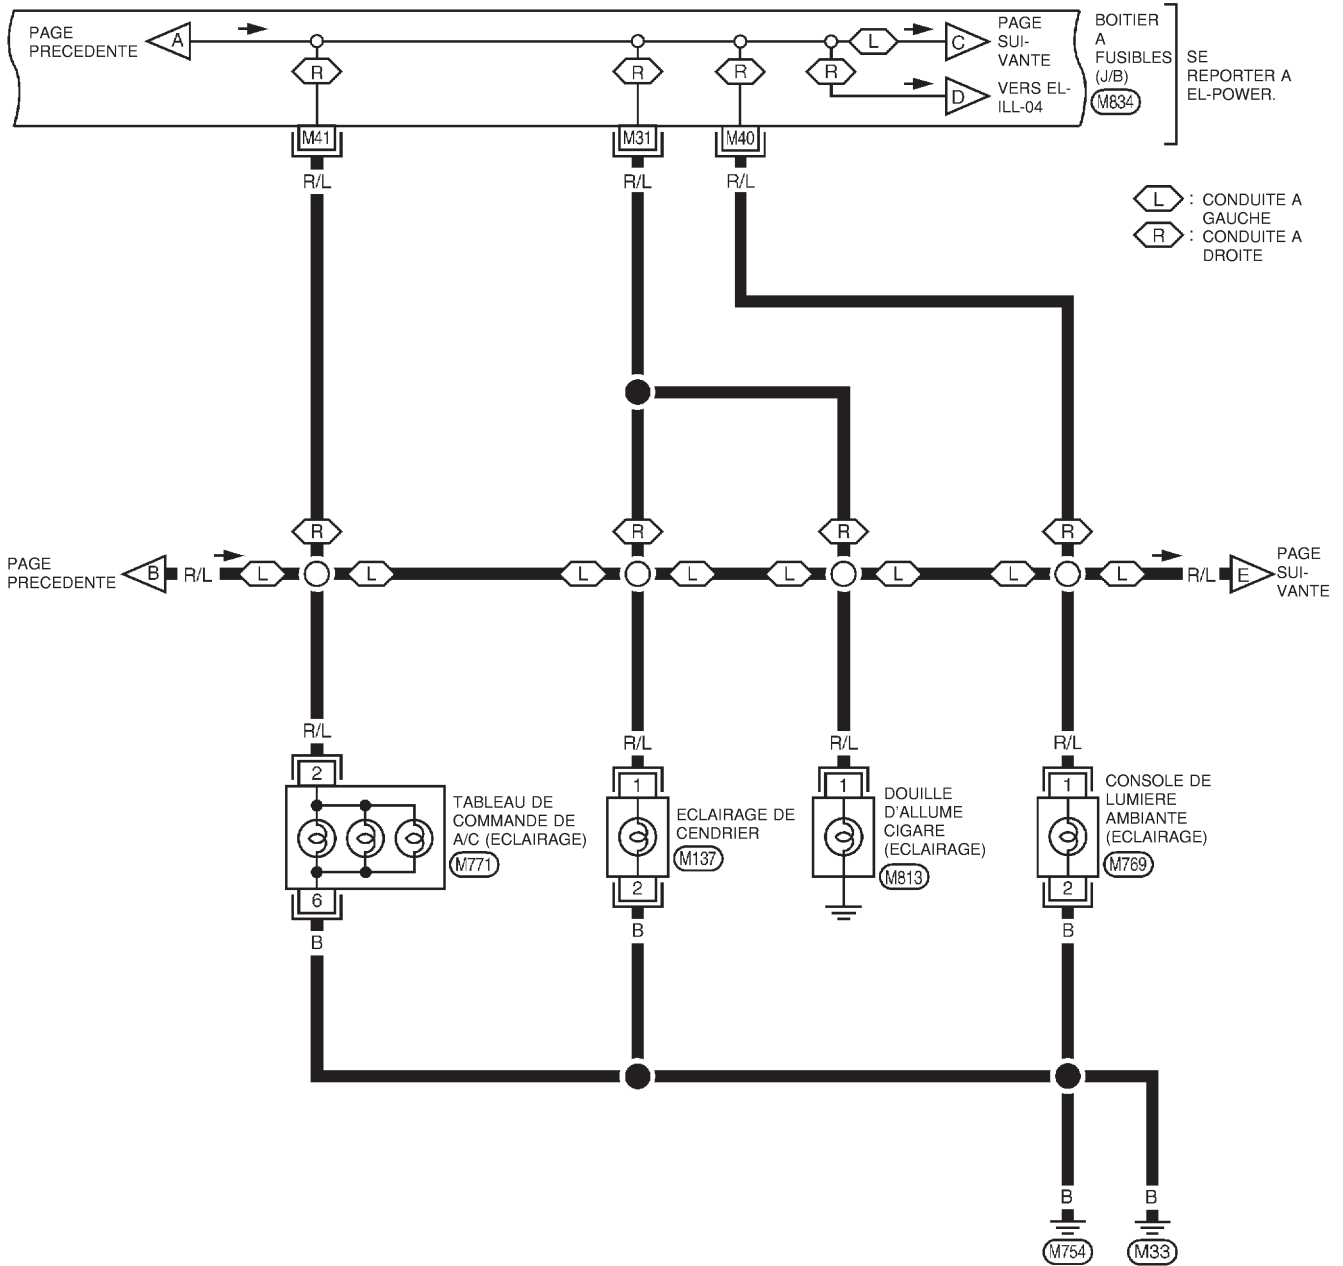 PAGE
PRECEDENTE
A
R
R
R
R
L
C
PAGE
SUI-
VANTE
D
VERS EL-
ILL-04
BOITIER
A
FUSIBLES
(J/B)
M834
SE
REPORTER A
EL-POWER.
M41
M31
M40
R/L
R/L
R/L
L : CONDUITE A
GAUCHE
R : CONDUITE A
DROITE
R
R
R
R
PAGE
PRECEDENTE
B
R/L
L
L
L
L
L
L
L
L
R/L
E
PAGE
SUI-
VANTE
R/L
R/L
R/L
R/L
2
1
1
1
TABLEAU DE
COMMANDE DE
A/C (ECLAIRAGE)
M771
ECLAIRAGE DE
CENDRIER
M137
DOUILLE
D'ALLUME
CIGARE
(ECLAIRAGE)
M813
CONSOLE DE
LUMIERE
AMBIANTE
(ECLAIRAGE)
M769
6
2
2
B
B
B
B
B
M754
M33